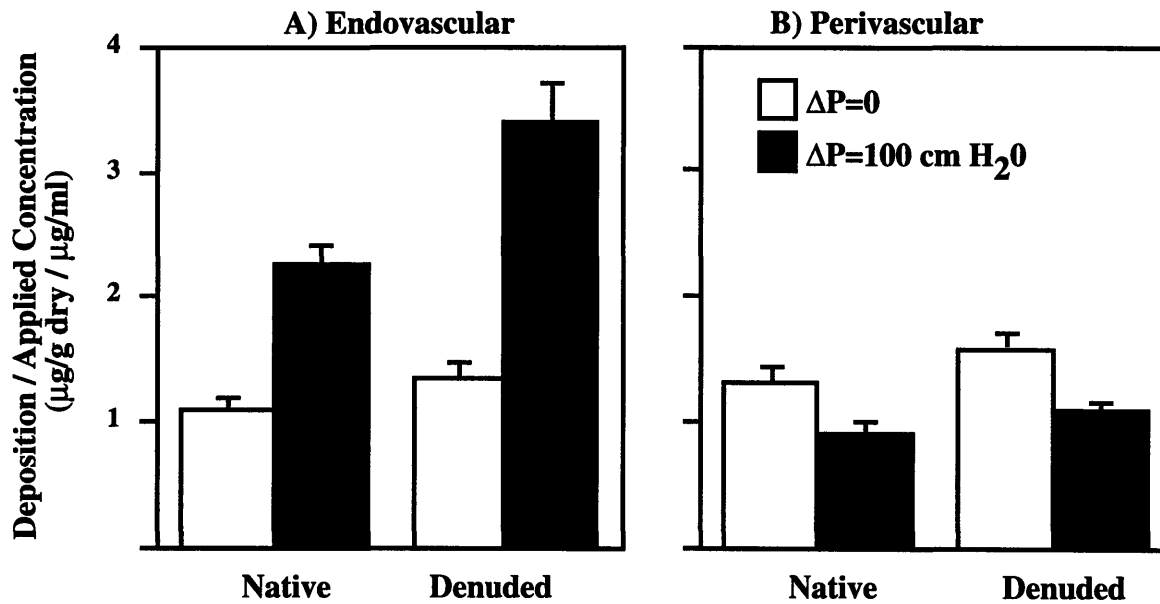 A) Endovascular
B) Perivascular
Deposition / Applied Concentration
(μg/g dry / μg/ml)
4
3
2
1
ΔP=0
ΔP=100 cm H₂0
Native
Denuded
Native
Denuded